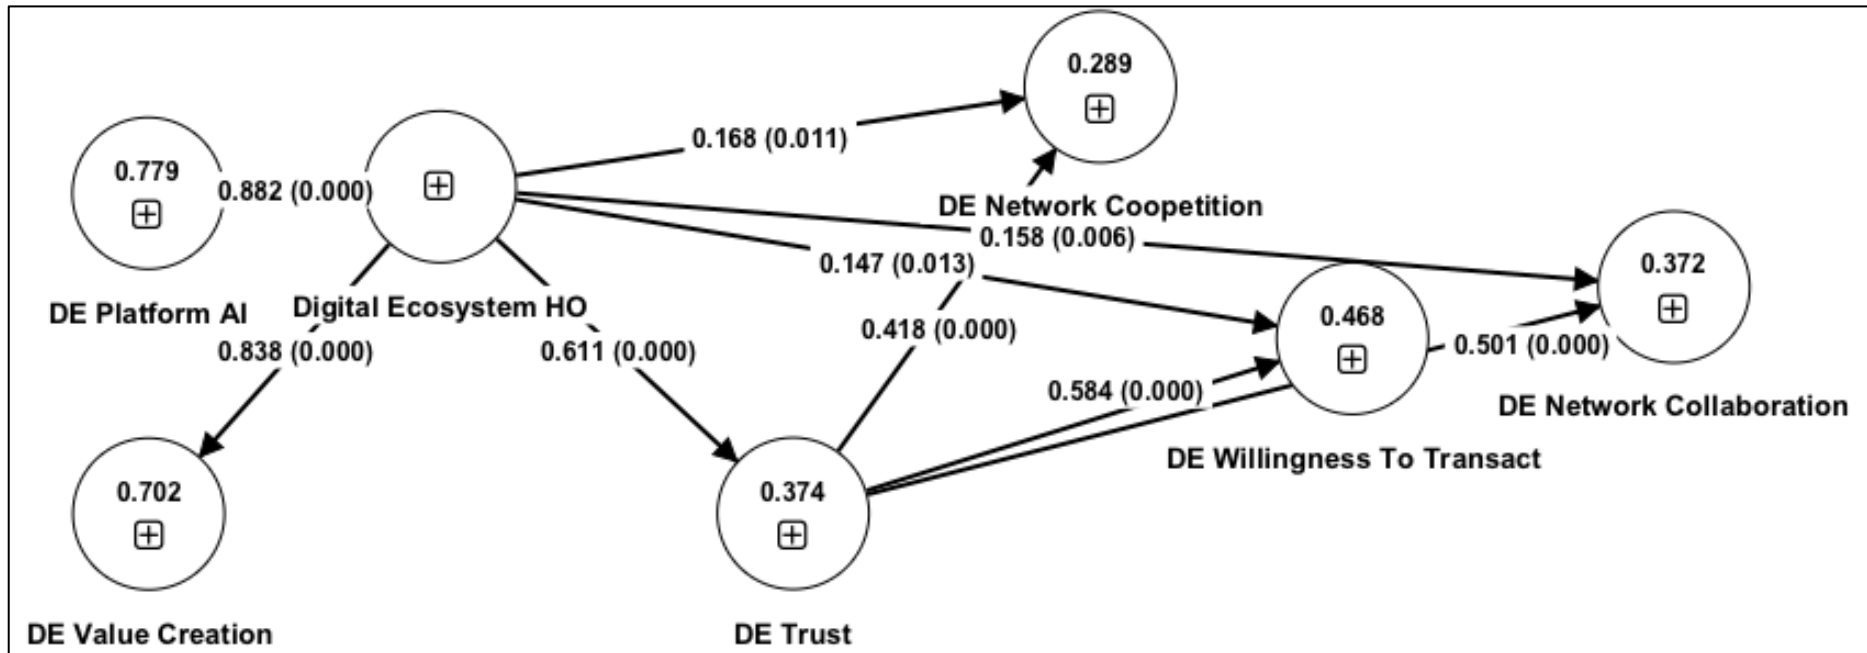 0.289
0.168 (0.011)
0.779
0.882 (0.000)
DE Network Coopetition
0.158 (0.006)
0.147 (0.013)
0.372
DE Platform AI
Digital Ecosystem HO
0.468
0.418 (0.000)
0.838 (0.000)
0.611 (0.000)
0.501 (0.000)
0.584 (0.000)
DE Network Collaboration
DE Willingness To Transact
0.702
0.374
DE Value Creation
DE Trust